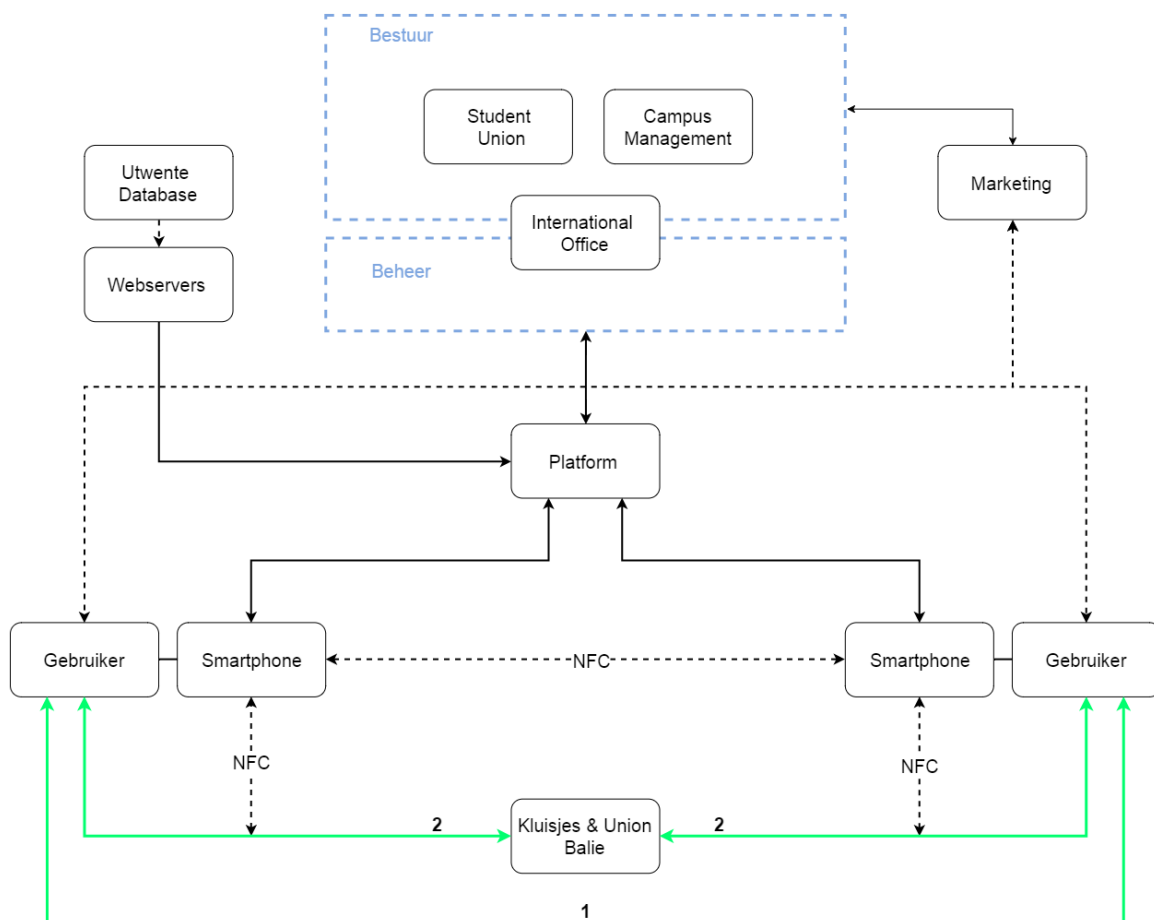 Bestuur
Student
Union
Campus
Management
Utwente
Database
Marketing
International
Office
Beheer
Webservers
Platform
Gebruiker
Smartphone
NFC
Smartphone
Gebruiker
NFC
NFC
2
Kluisjes & Union
Balie
2
1